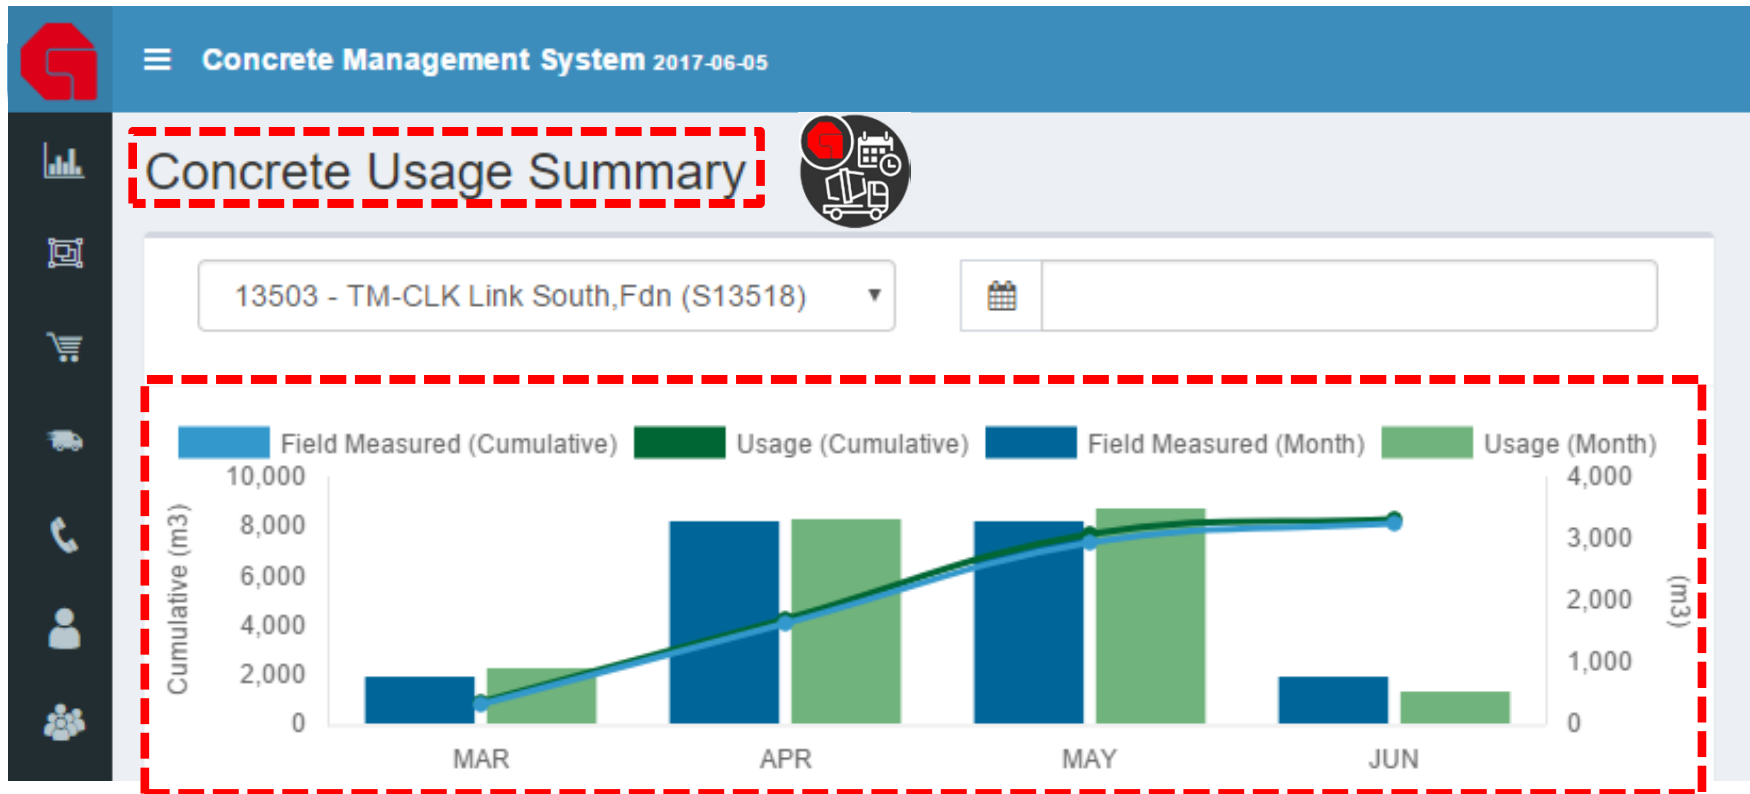 Concrete Management System 2017-06-05
Concrete Usage Summary
13503 - TM-CLK Link South,Fdn (S13518)
Field Measured (Cumulative) Usage (Cumulative) Field Measured (Month) Usage (Month)
10,000 4,000
8,000 3,000
6,000 2,000
4,000 1,000
2,000
0 0
Cumulative (m3)
(m3)
MAR APR MAY JUN